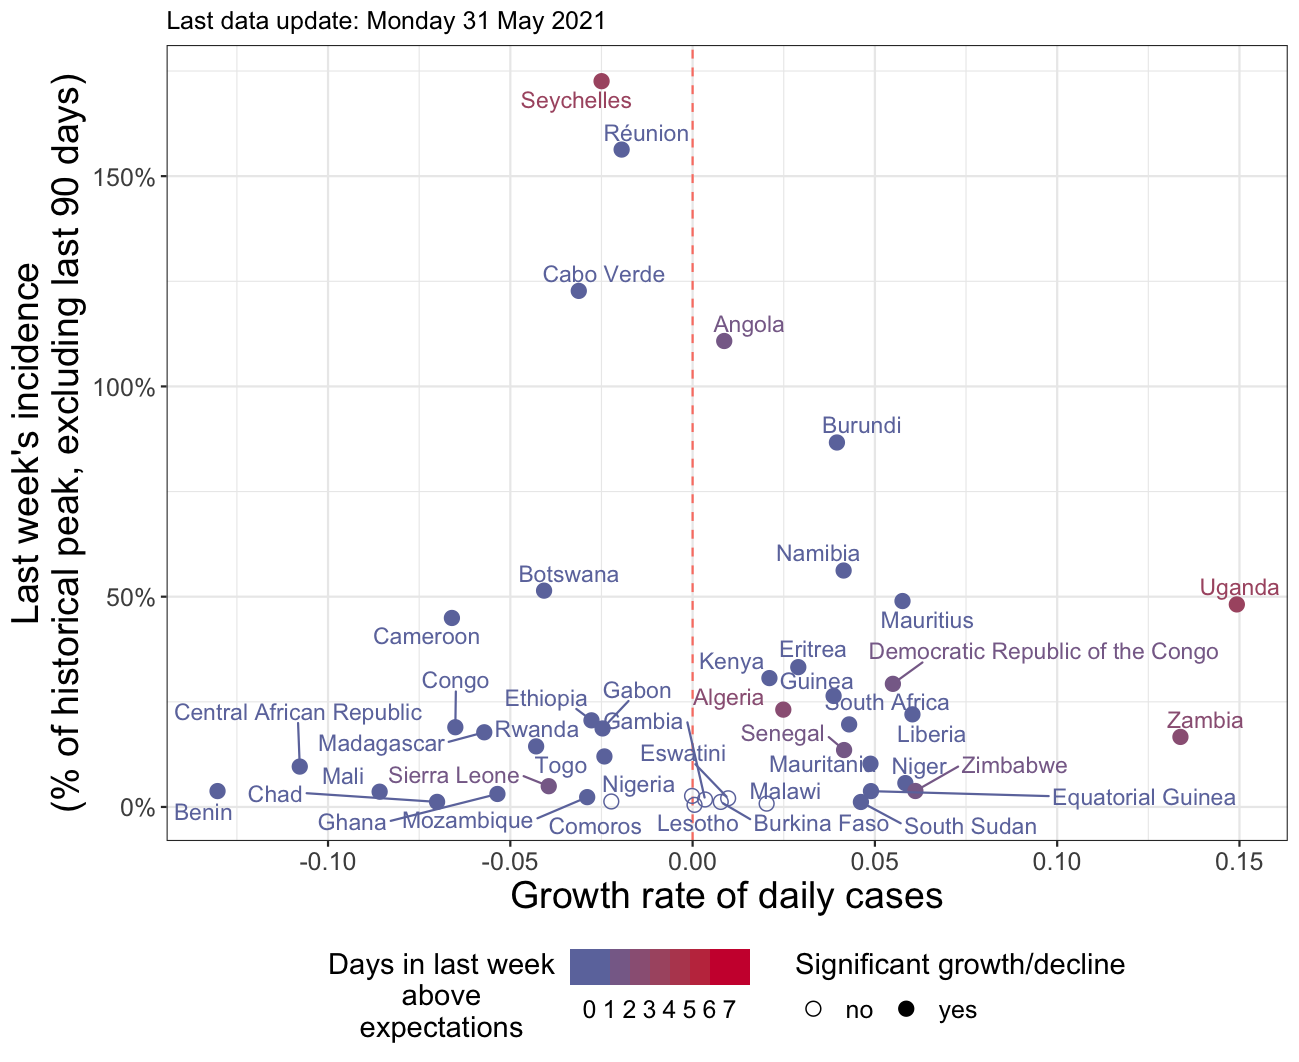 Last data update: Monday 31 May 2021
Last week's incidence
(% of historical peak, excluding last 90 days)
150%
100%
50%
0%
Seychelles
Réunion
Cabo Verde
Angola
Burundi
Namibia
Botswana
Uganda
Mauritius
Cameroon
Democratic Republic of the Congo
Eritrea
Kenya
Congo
Guinea
Gabon
Ethiopia
Algeria
South Africa
Central African Republic
Gambia
Zambia
Rwanda
Senegal
Liberia
Madagascar
Eswatini
Togo
Mauritani
Niger
Zimbabwe
Mali
Sierra Leone
Nigeria
Malawi
Chad
Equatorial Guinea
Benin
Ghana
Mozambique
Comoros
Lesotho
Burkina Faso
South Sudan
-0.10
-0.05
0.00
0.05
0.10
0.15
Growth rate of daily cases
Days in last week
above
expectations
0 1 2 3 4 5 6 7
Significant growth/decline
no
yes